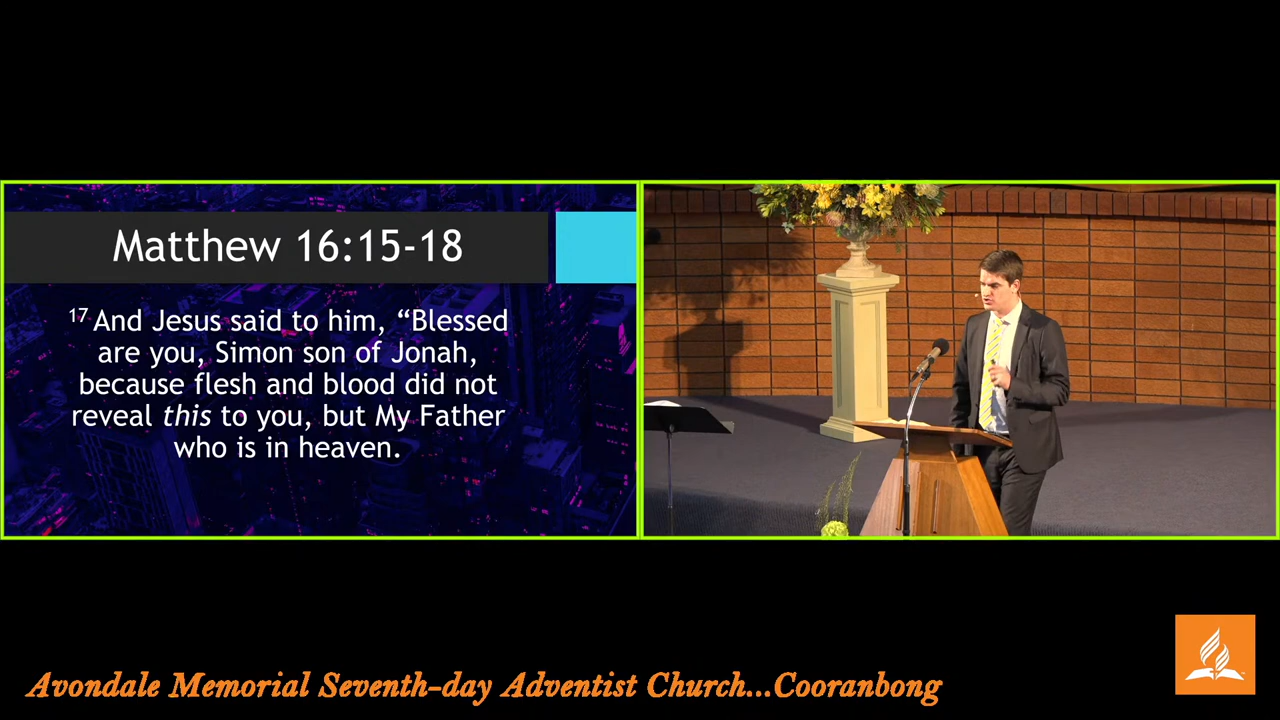 Matthew 16:15-18
17 And Jesus said to him, “Blessed
are you, Simon son of Jonah,
because flesh and blood did not
reveal this to you, but My Father
who is in heaven.
Avondale Memorial Seventh-day Adventist Church...Cooranbong